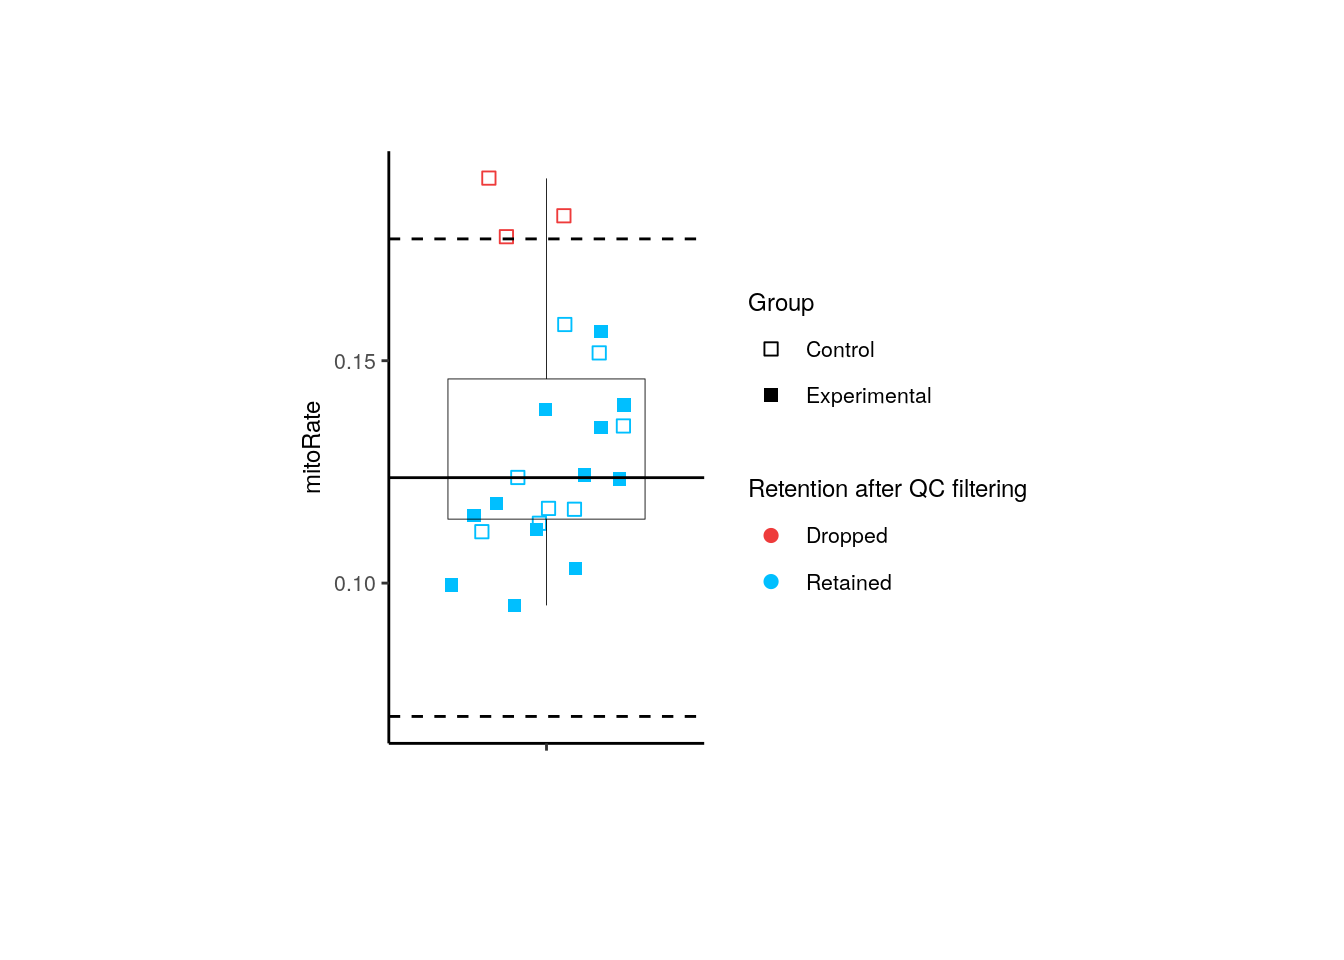 mitoRate
0.15
0.10
Group
Control
Experimental
Retention after QC filtering
Dropped
Retained